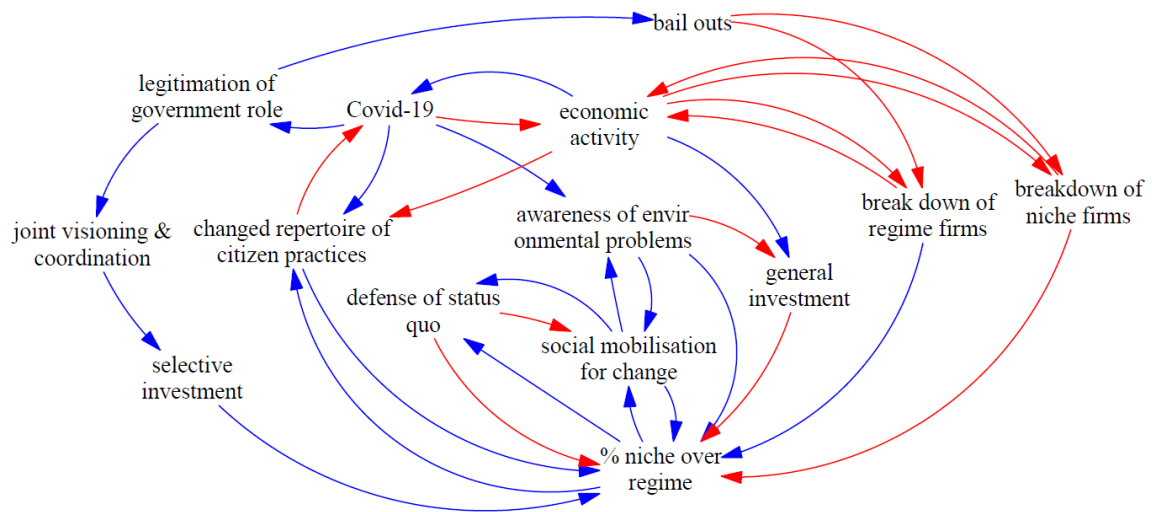 bail outs
legitimation of
government role
Covid-19
economic
activity
breakdown of
niche firms
break down of
regime firms
awareness of envir
onmental problems
changed repertoire of
citizen practices
joint visioning &
coordination
general
investment
defense of status
quo
social mobilisation
for change
selective
investment
% niche over
regime